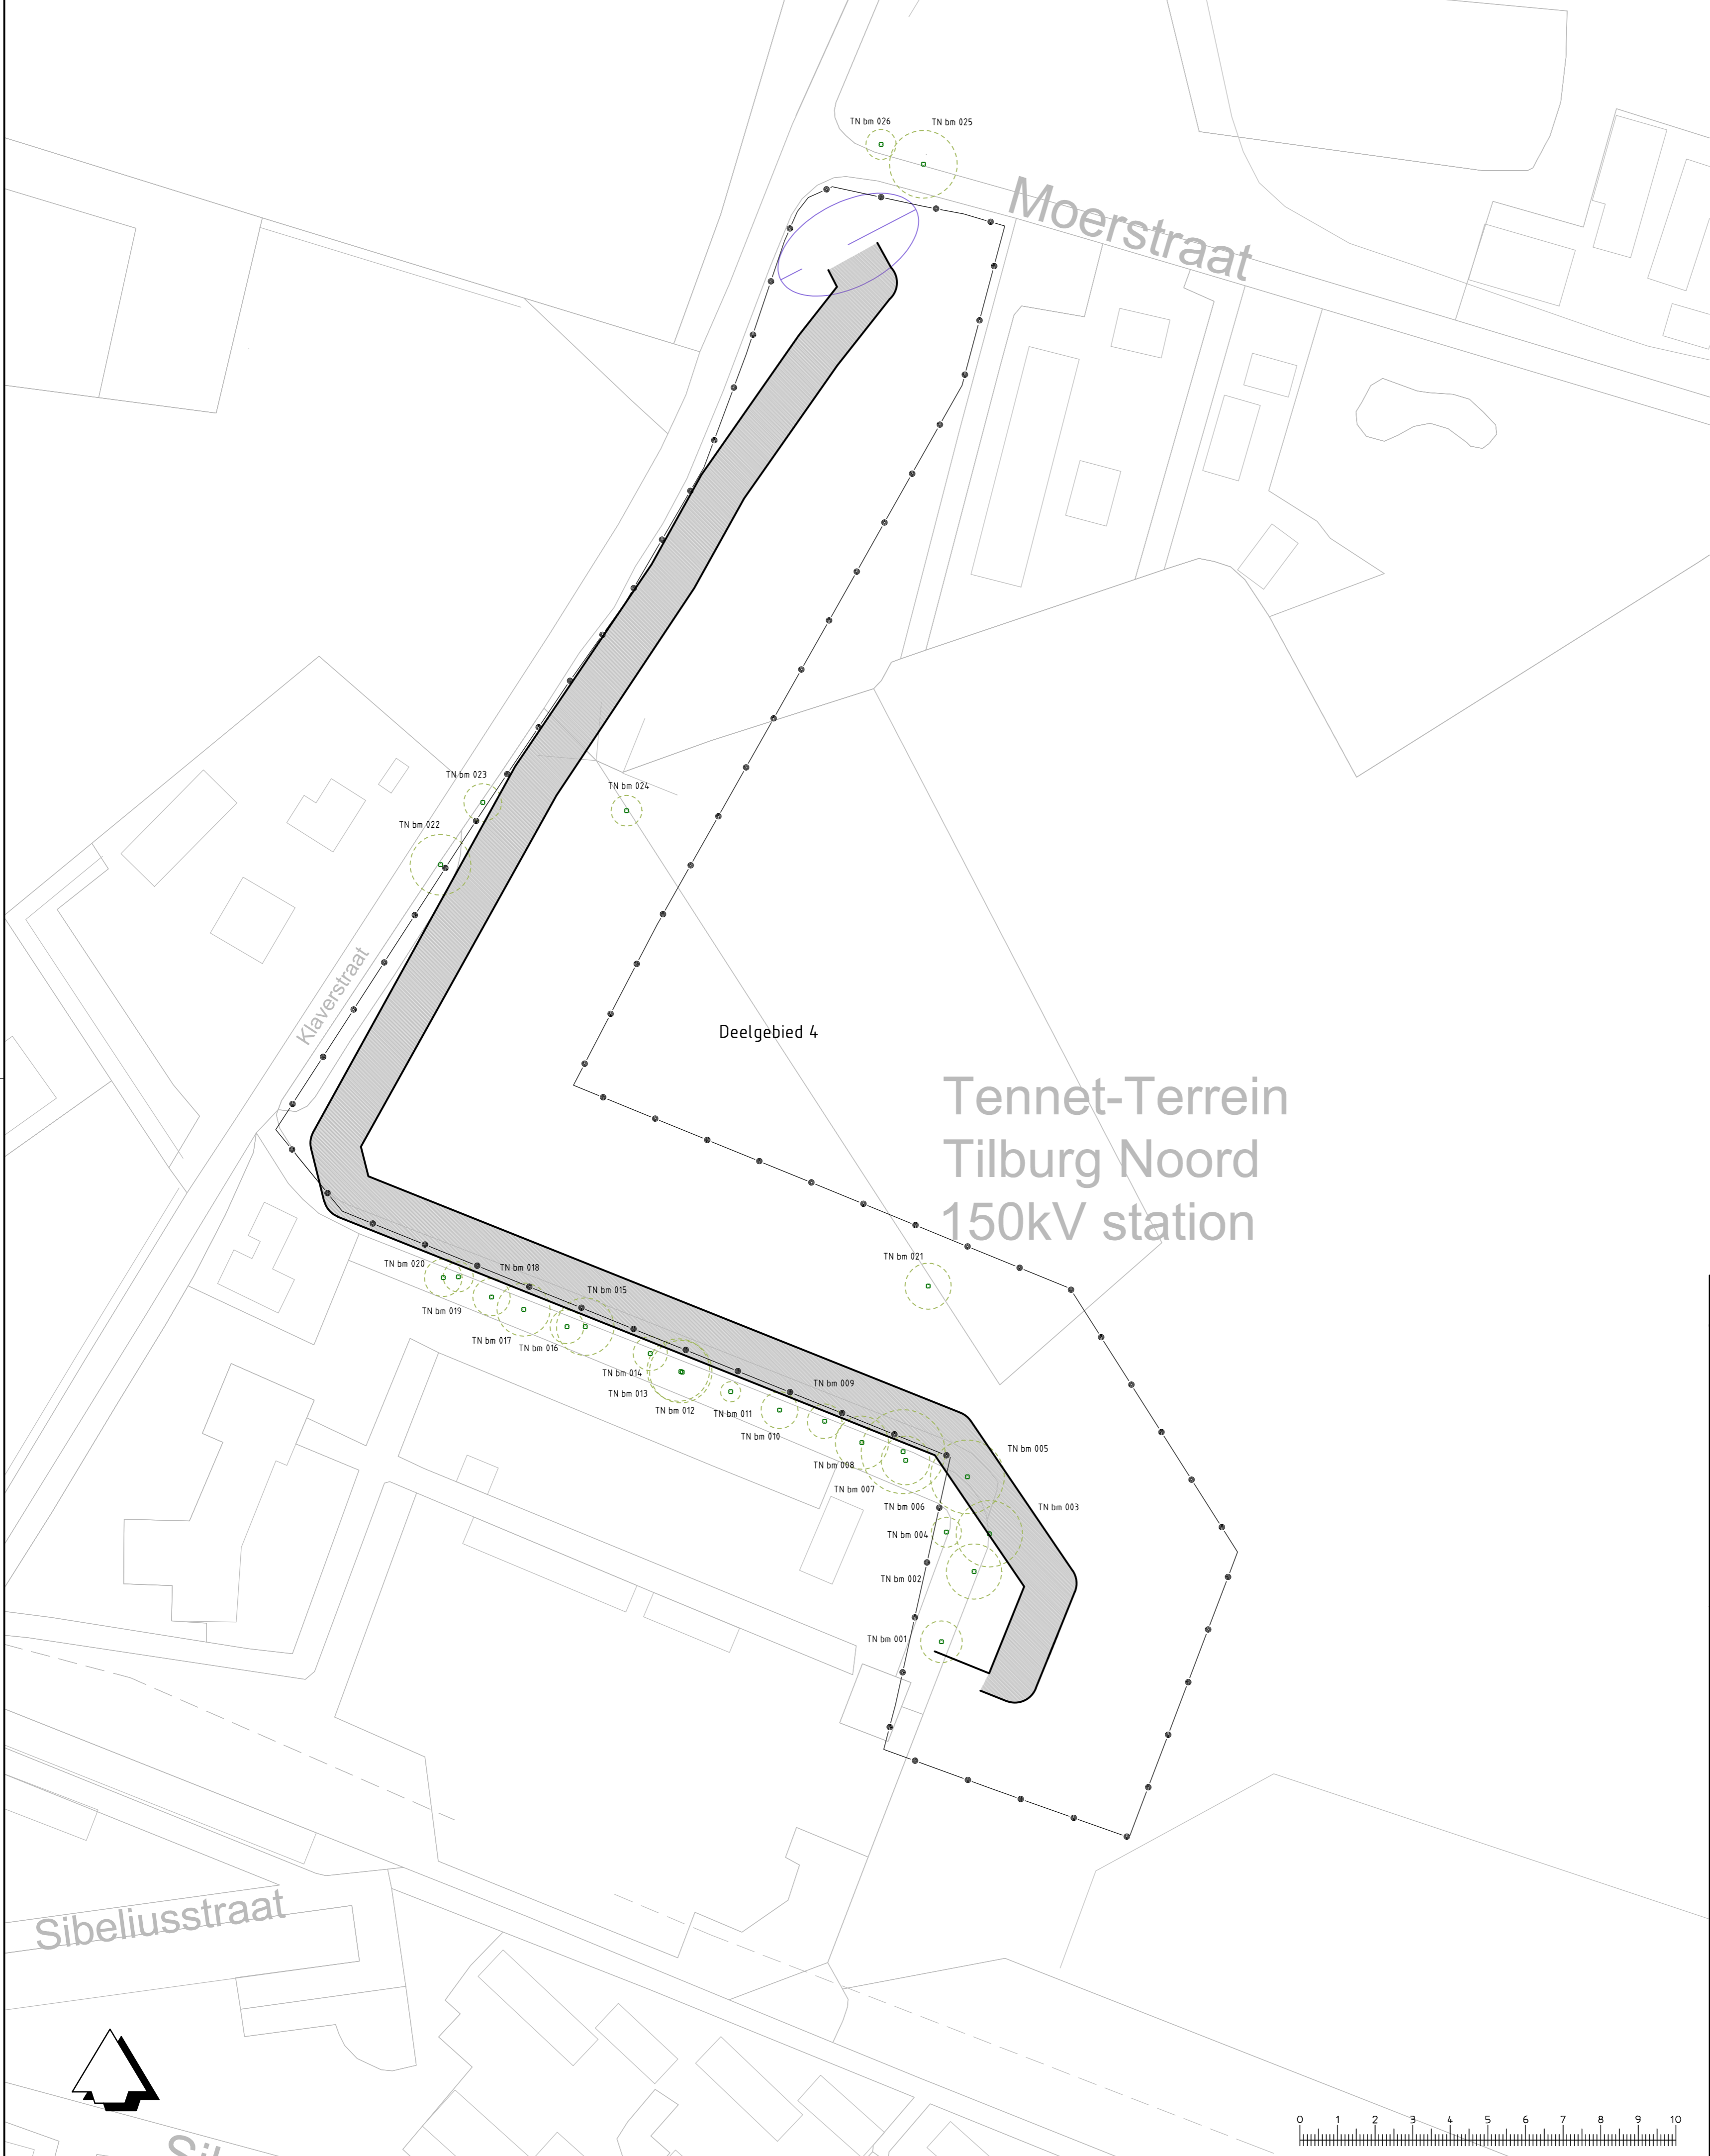 TN bm 026
TN bm 025
Moerstraat
TN bm 023
TN bm 024
TN bm 022
Klaverstraat
Deelgebied 4
Tennet-Terrein
Tilburg Noord
150kV station
TN bm 021
TN bm 020
TN bm 018
TN bm 015
TN bm 019
TN bm 017
TN bm 016
TN bm 014
TN bm 013
TN bm 012
TN bm 011
TN bm 009
TN bm 010
TN bm 008
TN bm 005
TN bm 007
TN bm 006
TN bm 003
TN bm 004
TN bm 002
TN bm 001
Sibeliusstraat
0 1 2 3 4 5 6 7 8 9 10